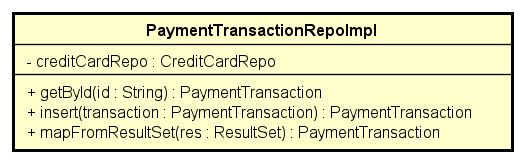 PaymentTransactionRepoImpl
- creditCardRepo : CreditCardRepo
+ getById(id : String) : PaymentTransaction
+ insert(transaction : PaymentTransaction) : PaymentTransaction
+ mapFromResultSet(res : ResultSet) : PaymentTransaction